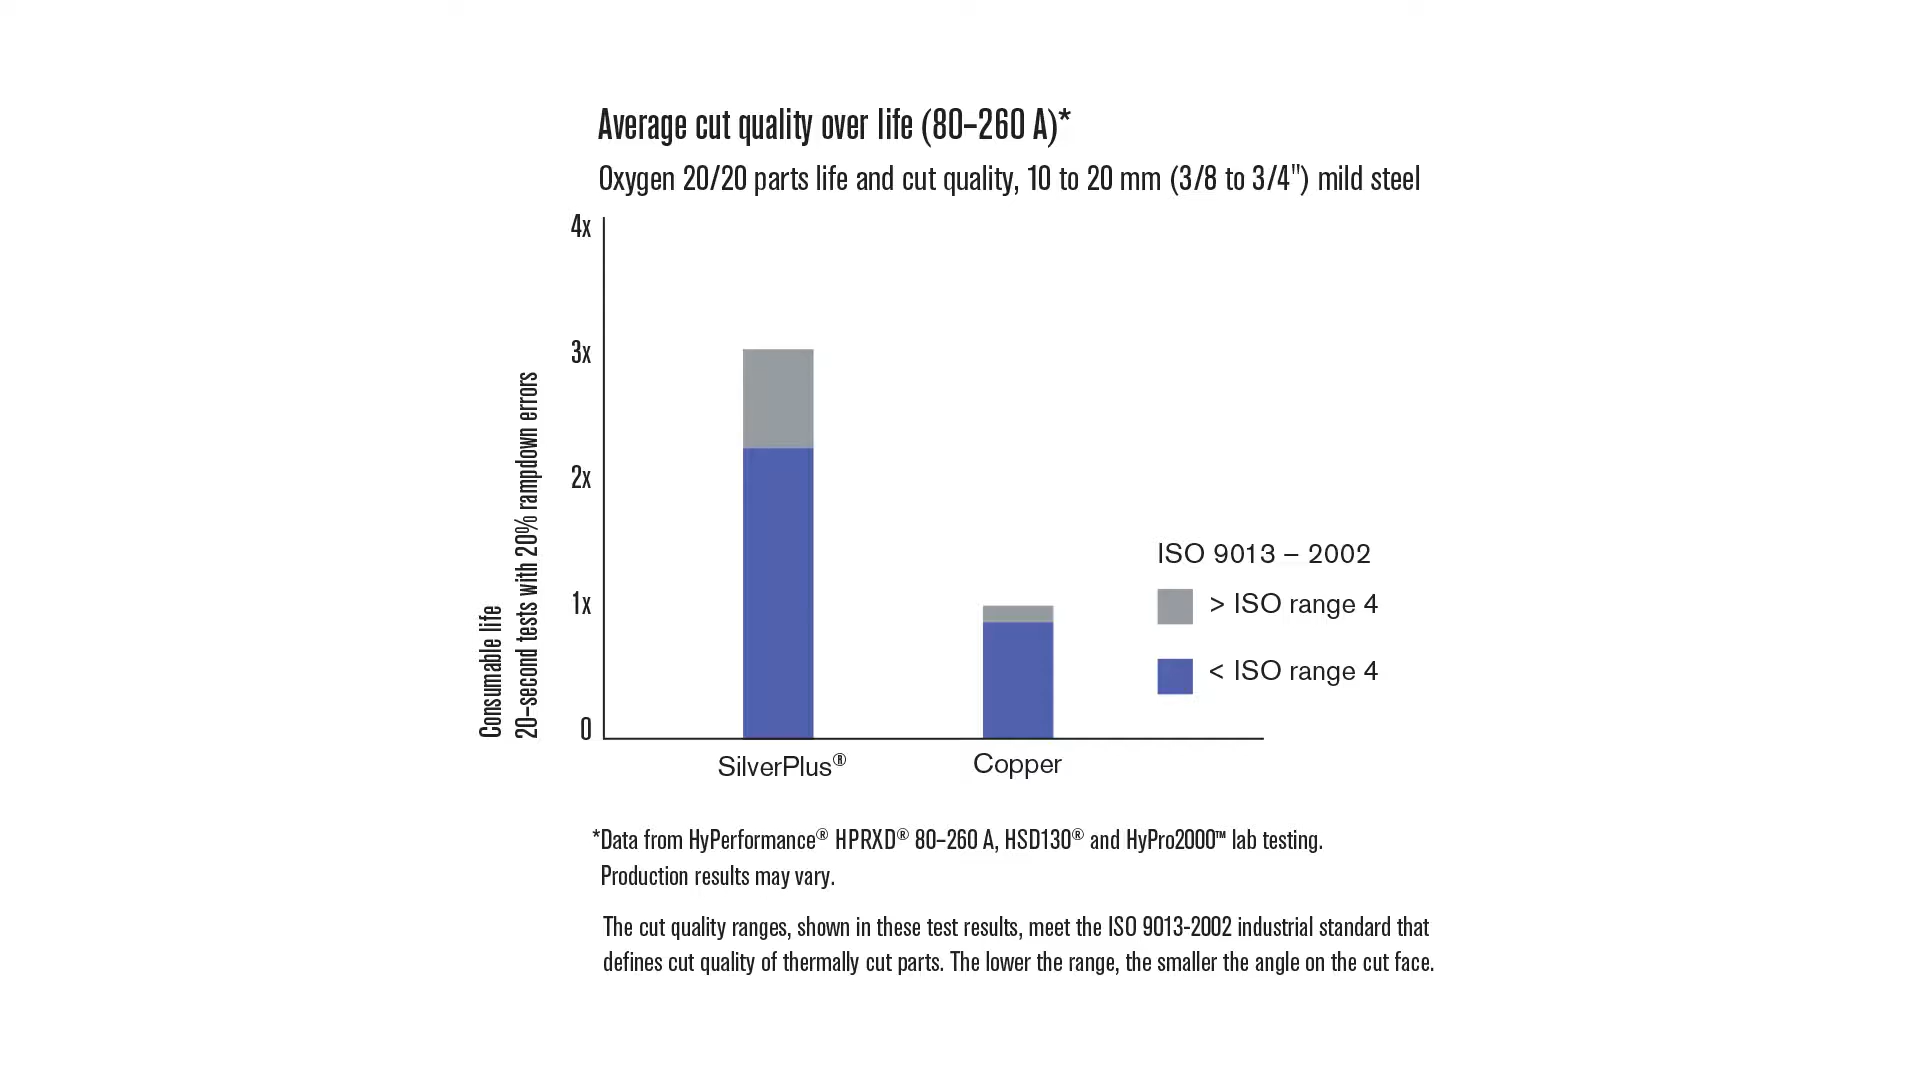 Average cut quality over life (80–260 A)*
Oxygen 20/20 parts life and cut quality, 10 to 20 mm (3/8 to 3/4") mild steel
4x
3x
2x
1x
0
Consumable life
20–second tests with 20% rampdown errors
ISO 9013 – 2002
> ISO range 4
< ISO range 4
SilverPlus®
Copper
*Data from HyPerformance® HPRXD® 80–260 A, HSD130® and HyPro2000™ lab testing.
Production results may vary.
The cut quality ranges, shown in these test results, meet the ISO 9013-2002 industrial standard that
defines cut quality of thermally cut parts. The lower the range, the smaller the angle on the cut face.